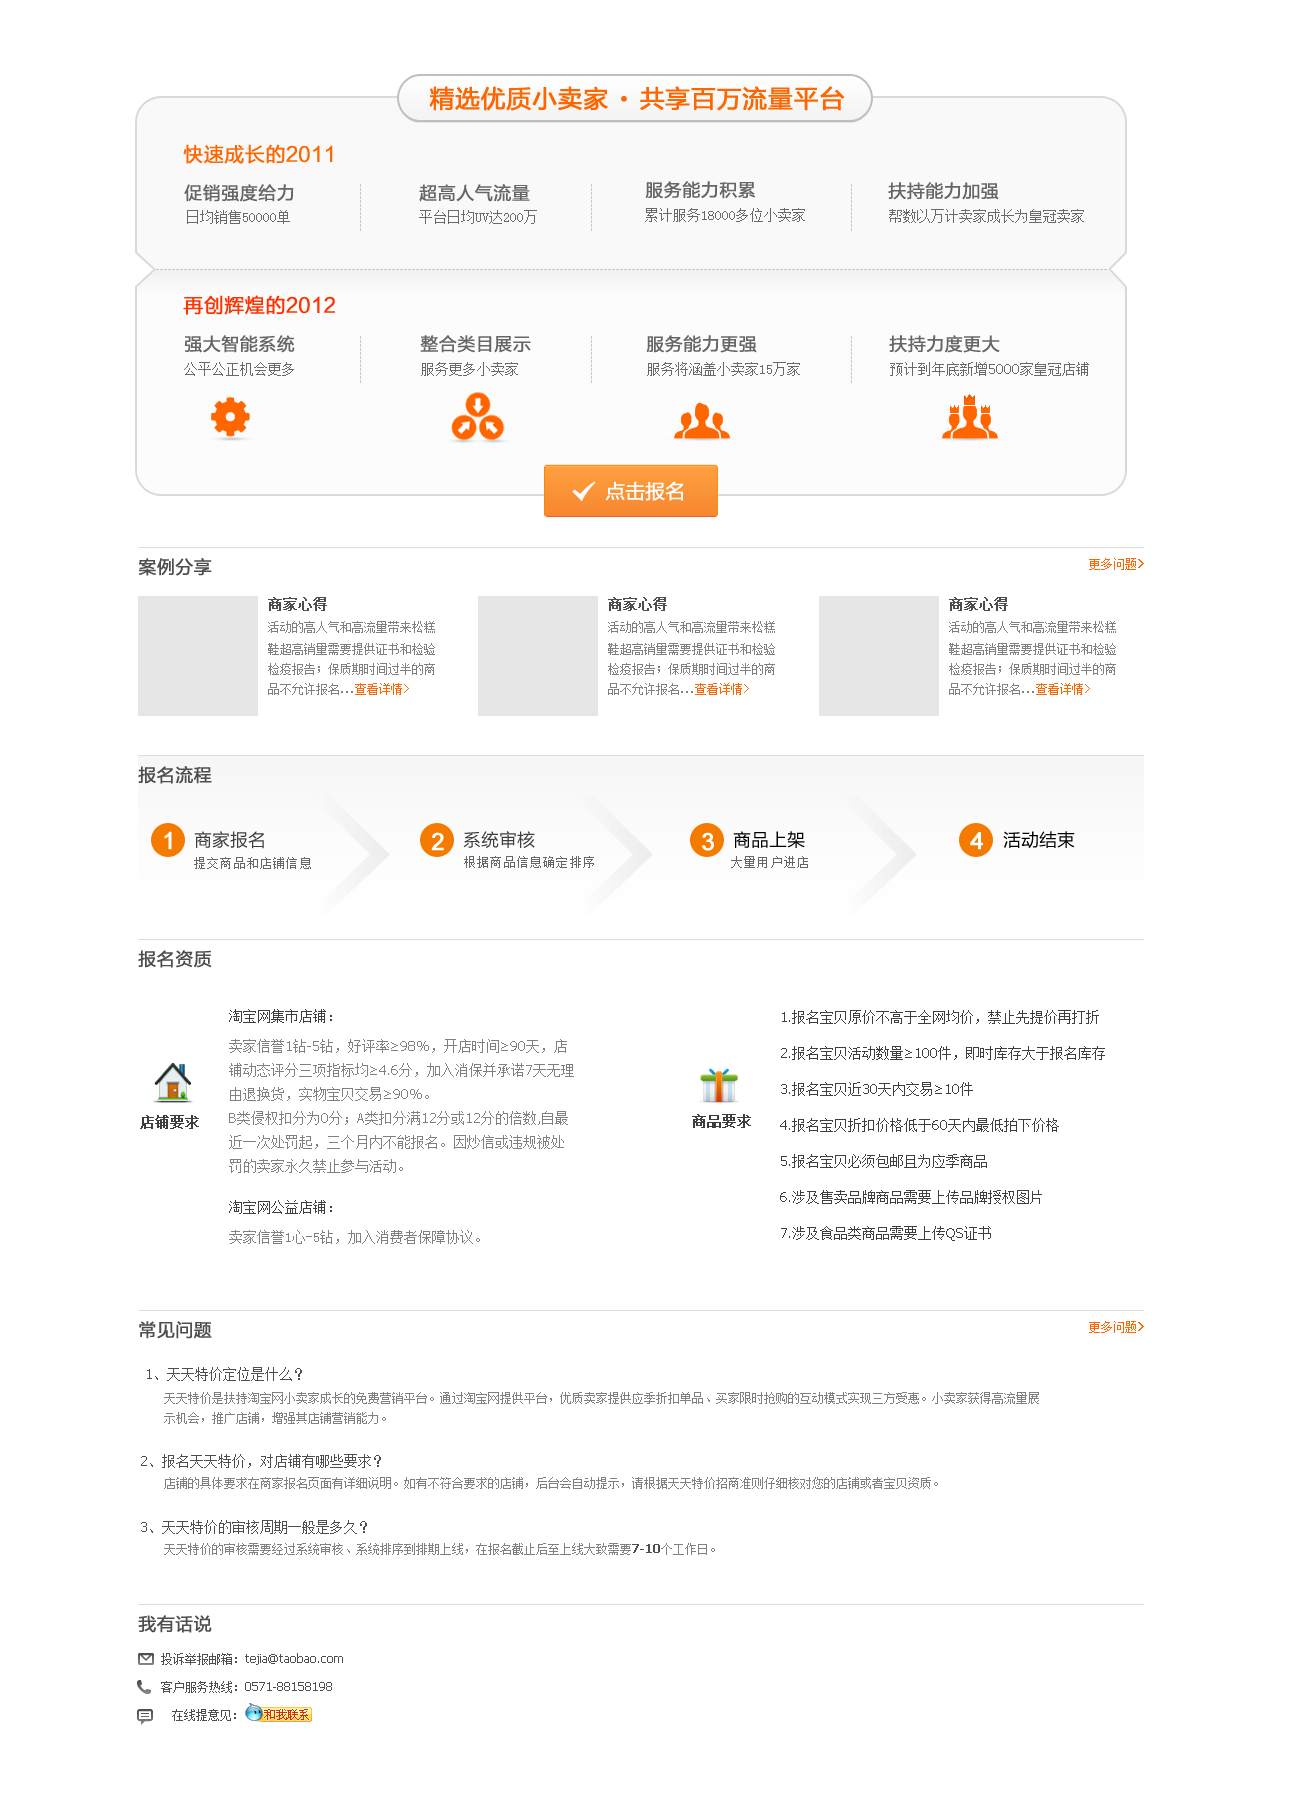 精选优质小卖家 · 共享百万流量平台
快速成长的2011
促销强度给力
日均销售50000单
超高人气流量
平台日均UV达200万
服务能力积累
累计服务18000多位小卖家
扶持能力加强
帮数以万计卖家成长为皇冠卖家
再创辉煌的2012
强大智能系统
公平公正机会更多
整合类目展示
服务更多小卖家
服务能力更强
服务将涵盖小卖家15万家
扶持力度更大
预计到年底新增5000家皇冠店铺
点击报名
案例分享
更多问题>
商家心得
活动的高人气和高流里带来松糕
鞋超高销里需要提供证书和检验
检疫报告；保质期时间过半的商
品不允许报名...查看详情>
商家心得
活动的高人气和高流里带来松糕
鞋超高销里需要提供证书和检验
检疫报告；保质期时间过半的商
品不允许报名...查看详情>
商家心得
活动的高人气和高流里带来松糕
鞋超高销里需要提供证书和检验
检疫报告；保质期时间过半的商
品不允许报名...查看详情>
报名流程
1 商家报名
提交商品和店铺信息
2 系统审核
根据商品信息确定排序
3 商品上架
大里用户进店
4 活动结束
报名资质
店铺要求
淘宝网集市店铺：
卖家信誉1钻-5钻，好评率≥98%，开店时间≥90天，店
铺动态评分三项指标均≥4.6分，加入消保并承诺7天无理
由退换货，实物宝贝交易≥90%。
B类侵权扣分为0分；A类扣分满12分或12分的倍数,自最
近一次处罚起，三个月内不能报名。因炒信或违规被处
罚的卖家永久禁止参与活动。
淘宝网公益店铺：
卖家信誉1心-5钻，加入消费者保障协议。
商品要求
1.报名宝贝原价不高于全网均价，禁止先提价再打折
2.报名宝贝活动数量≥100件，即时库存大于报名库存
3.报名宝贝近30天内交易≥10件
4.报名宝贝折扣价格低于60天内最低拍下价格
5.报名宝贝必须包邮且为应季商品
6.涉及售卖品牌商品需要上传品牌授权图片
7.涉及食品类商品需要上传QS证书
常见问题
更多问题>
1、天天特价定位是什么？
天天特价是扶持淘宝网小卖家成长的免费营销平台。通过淘宝网提供平台，优质卖家提供应季折扣单品、买家限时抢购的互动模式实现三方受惠。小卖家获得高流里展
示机会，推广店铺，增强其店铺营销能力。
2、报名天天特价，对店铺有哪些要求？
店铺的具体要求在商家报名页面有详细说明。如有不符合要求的店铺，后台会自动提示，请根据天天特价招商准则仔细核对您的店铺或者宝贝资质。
3、天天特价的审核周期一般是多久？
天天特价的审核需要经过系统审核、系统排序到排期上线，在报名截止后至上线大致需要7-10个工作日。
我有话说
投诉举报邮箱：tejia@taobao.com
客户服务热线：0571-88158198
在线提意见：和我联系